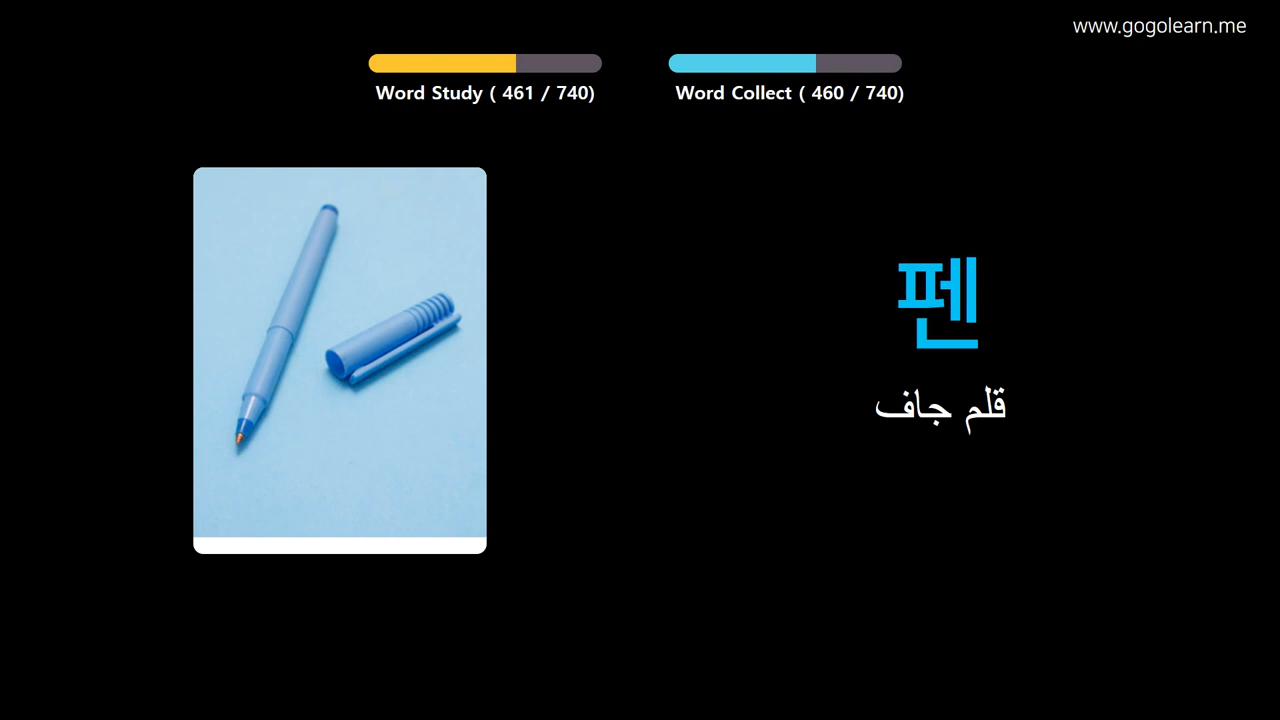 www.gogolearn.me
Word Study ( 461 / 740)
Word Collect ( 460 / 740)
펜
قلم جاف